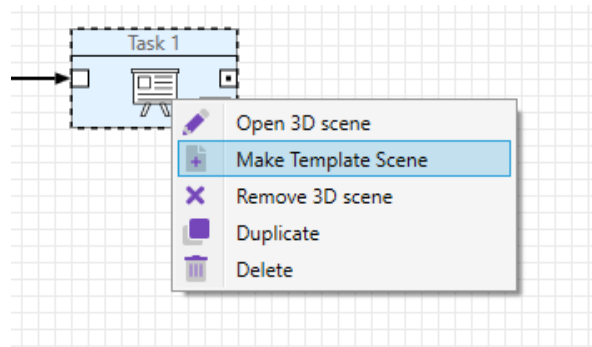 Task 1
Open 3D scene
Make Template Scene
Remove 3D scene
Duplicate
Delete